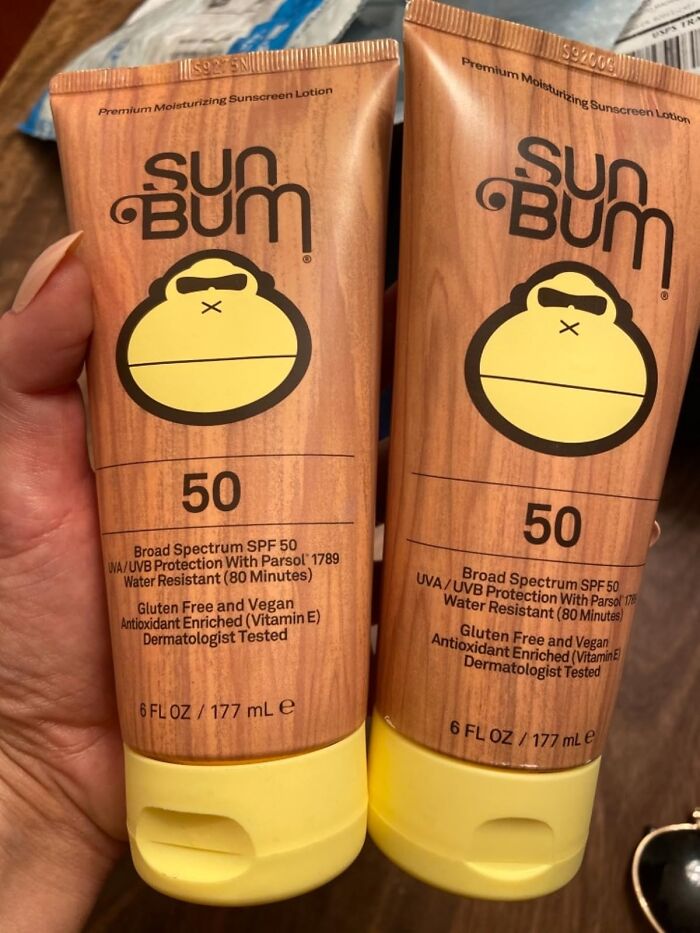 Premium Moisturizing Sunscreen Lotion
sun
BUM®
50
Broad Spectrum SPF 50
UVA / UVB Protection With Parsol® 1789
Water Resistant (80 Minutes)
Gluten Free and Vegan
Antioxidant Enriched (Vitamin E)
Dermatologist Tested
6 FL OZ / 177 mL e
S9200S
Premium Moisturizing Sunscreen Lotion
sun
BUM®
50
Broad Spectrum SPF 50
UVA / UVB Protection With Parsol® 178
Water Resistant (80 Minutes)
Gluten Free and Vegan
Antioxidant Enriched (Vitamin E)
Dermatologist Tested
6 FL OZ / 177 mL e
USPS